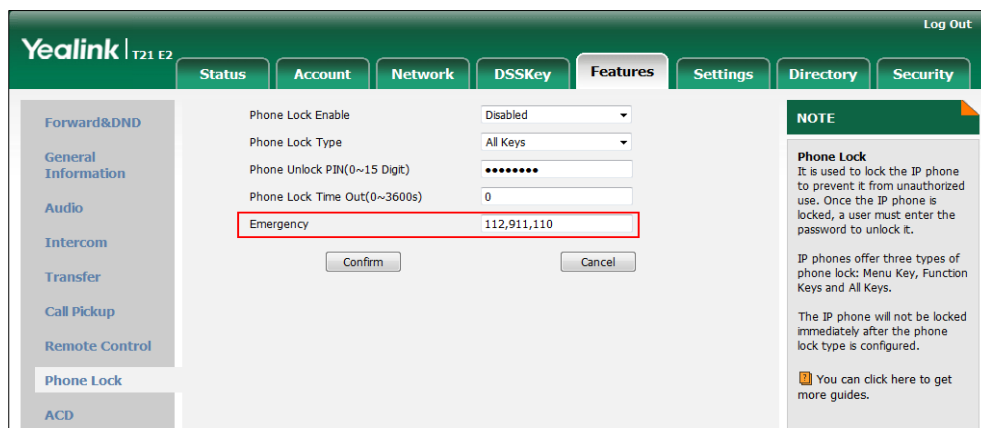 Log Out
Yealink | T21 E2
Status Account Network DSSKey Features Settings Directory Security
Forward&DND
General
Information
Audio
Intercom
Transfer
Call Pickup
Remote Control
Phone Lock
ACD
Phone Lock Enable Disabled
Phone Lock Type All Keys
Phone Unlock PIN(0~15 Digit) ••••••••
Phone Lock Time Out(0~3600s) 0
Emergency 112,911,110
Confirm Cancel
NOTE
Phone Lock
It is used to lock the IP phone
to prevent it from unauthorized
use. Once the IP phone is
locked, a user must enter the
password to unlock it.
IP phones offer three types of
phone lock: Menu Key, Function
Keys and All Keys.
The IP phone will not be locked
immediately after the phone
lock type is configured.
You can click here to get
more guides.